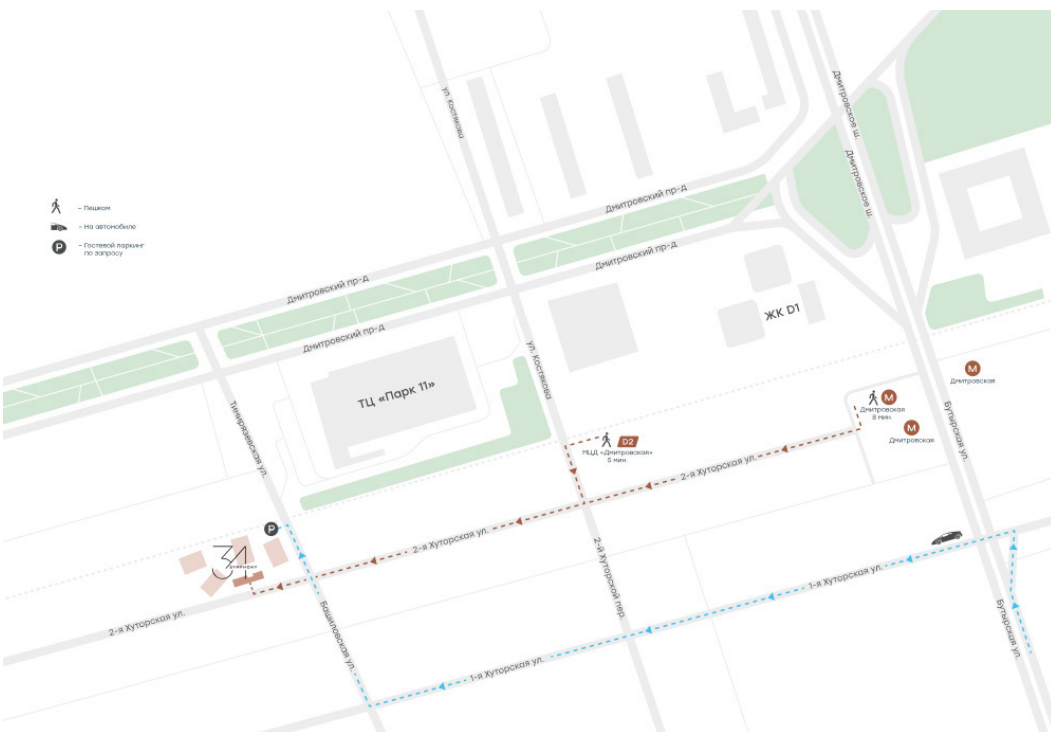 – Пешком
– На автомобиле
P
– Гостевой паркинг
по запросу
ул. Костякова
Дмитровское ш.
Дмитровское ш.
Дмитровский пр-д
Дмитровский пр-д
Дмитровский пр-д
Дмитровский пр-д
ЖК D1
ТЦ «Парк 11»
ул. Костякова
Тимирязевская ул.
М
Дмитровская
М
Дмитровская
8 мин.
М
Дмитровская
Бутырская ул.
D2
МЦД «Дмитровская»
5 мин.
2-я Хуторская ул.
2-я Хуторская ул.
P
31
2-я Хуторская ул.
2-й Хуторской пер.
Башиловская ул.
1-я Хуторская ул.
1-я Хуторская ул.
Бутырская ул.